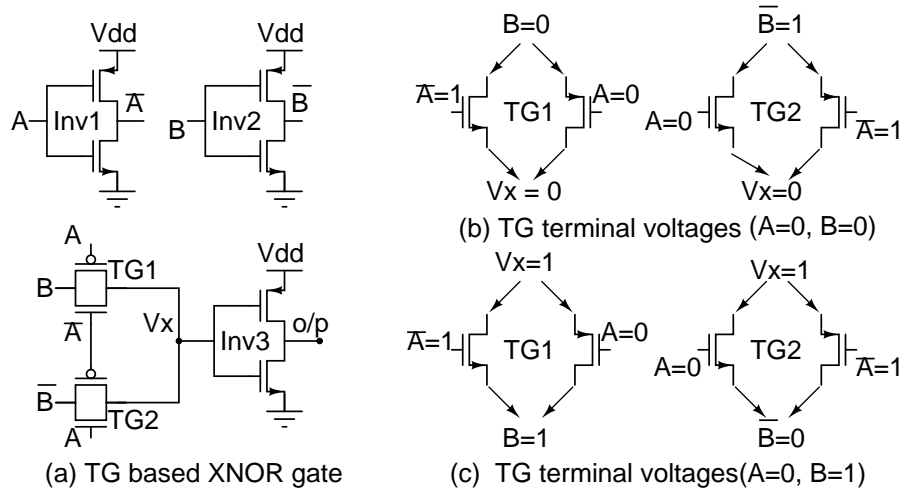 Vdd
A
Inv1
A̅
Vdd
B
Inv2
B̅
A
B
TG1
A̅
Vx
B̅
TG2
A
Vdd
Inv3
o/p
(a) TG based XNOR gate
B=0
A̅=1
TG1
A=0
Vx = 0
B̅=1
A=0
TG2
A̅=1
Vx=0
(b) TG terminal voltages (A=0, B=0)
Vx=1
A̅=1
TG1
A=0
B=1
Vx=1
A=0
TG2
A̅=1
B̅=0
(c) TG terminal voltages(A=0, B=1)